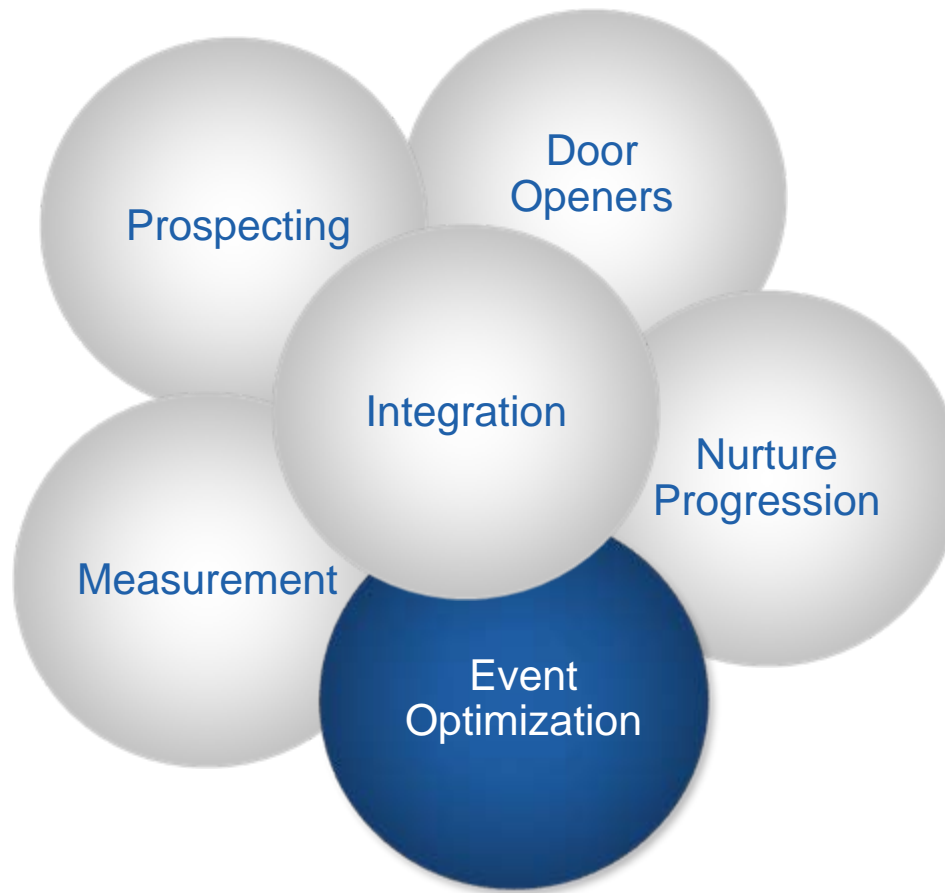 Door
Openers
Prospecting
Integration
Nurture
Progression
Measurement
Event
Optimization